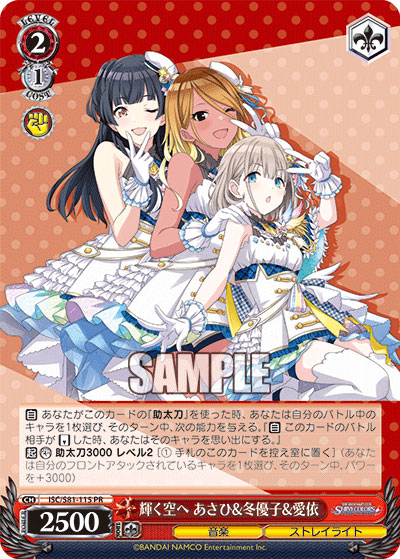 LEVEL
2
1
COST
SAMPLE
自 あなたがこのカードの『助太刀』を使った時、あなたは自分のバトル中の
キャラを1枚選び、そのターン中、次の能力を与える。『自 このカードのバトル
相手が【 】した時、あなたはそのキャラを思い出にする。』
起 助太刀3000 レベル2 [① 手札のこのカードを控え室に置く] (あなた
は自分のフロントアタックされているキャラを1枚選び、そのターン中、パワー
を+3000)
CH ISC/S81-115 PR
POWER 2500
輝く空へ あさひ&冬優子&愛依
SHINYCOLORS
音楽
ストレイライト
©BANDAI NAMCO Entertainment Inc.